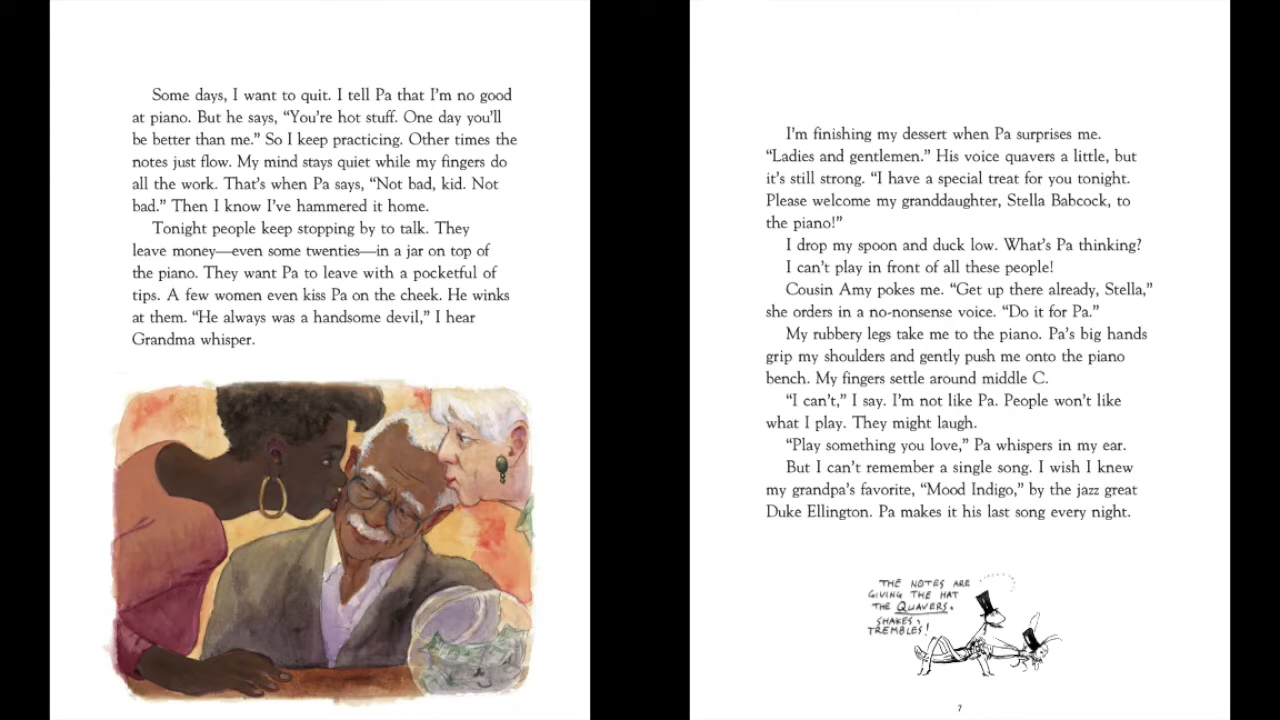 Some days, I want to quit. I tell Pa that I'm no good
at piano. But he says, “You're hot stuff. One day you'll
be better than me.” So I keep practicing. Other times the
notes just flow. My mind stays quiet while my fingers do
all the work. That's when Pa says, “Not bad, kid. Not
bad.” Then I know I've hammered it home.
Tonight people keep stopping by to talk. They
leave money—even some twenties—in a jar on top of
the piano. They want Pa to leave with a pocketful of
tips. A few women even kiss Pa on the cheek. He winks
at them. “He always was a handsome devil,” I hear
Grandma whisper.
I'm finishing my dessert when Pa surprises me.
“Ladies and gentlemen.” His voice quavers a little, but
it's still strong. “I have a special treat for you tonight.
Please welcome my granddaughter, Stella Babcock, to
the piano!”
I drop my spoon and duck low. What's Pa thinking?
I can't play in front of all these people!
Cousin Amy pokes me. “Get up there already, Stella,”
she orders in a no-nonsense voice. “Do it for Pa.”
My rubbery legs take me to the piano. Pa's big hands
grip my shoulders and gently push me onto the piano
bench. My fingers settle around middle C.
“I can't,” I say. I'm not like Pa. People won't like
what I play. They might laugh.
“Play something you love,” Pa whispers in my ear.
But I can't remember a single song. I wish I knew
my grandpa's favorite, “Mood Indigo,” by the jazz great
Duke Ellington. Pa makes it his last song every night.
THE NOTES ARE
GIVING THE HAT
THE QUAVERS,
SHAKES,
TREMBLES!
7